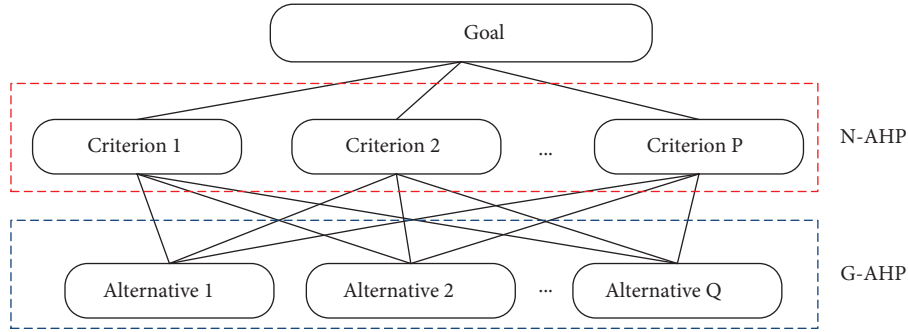 Goal
Criterion 1
Criterion 2
...
Criterion P
N-AHP
Alternative 1
Alternative 2
...
Alternative Q
G-AHP